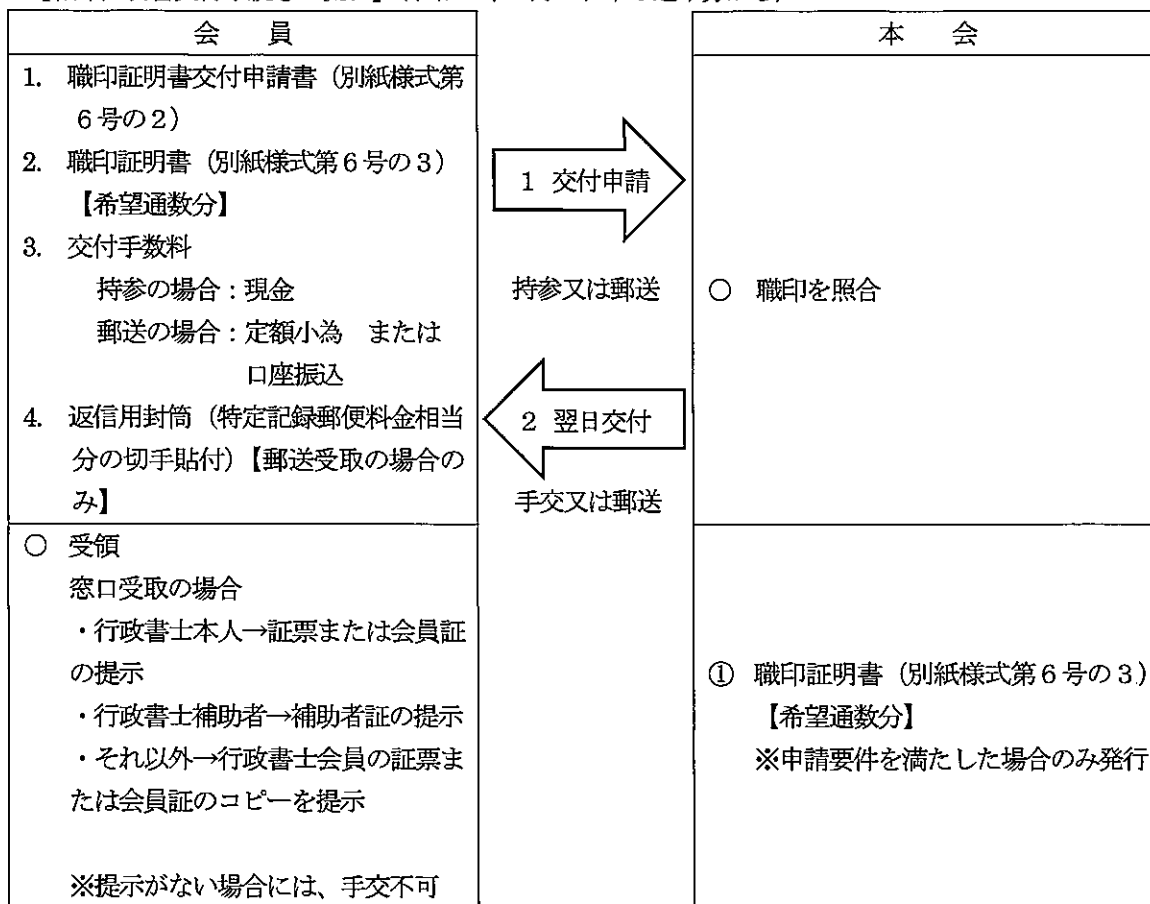 会　員
1. 職印証明書交付申請書（別紙様式第
6号の2）
2. 職印証明書（別紙様式第6号の3）
【希望通数分】
3. 交付手数料
持参の場合：現金
郵送の場合：定額小為　または
口座振込
4. 返信用封筒（特定記録郵便料金相当
分の切手貼付）【郵送受取の場合の
み】
1 交付申請
持参又は郵送
2 翌日交付
手交又は郵送
本　会
○ 職印を照合
○ 受領
窓口受取の場合
・行政書士本人→証票または会員証
の提示
・行政書士補助者→補助者証の提示
・それ以外→行政書士会員の証票ま
たは会員証のコピーを提示
※提示がない場合には、手交不可
① 職印証明書（別紙様式第6号の3）
【希望通数分】
※申請要件を満たした場合のみ発行